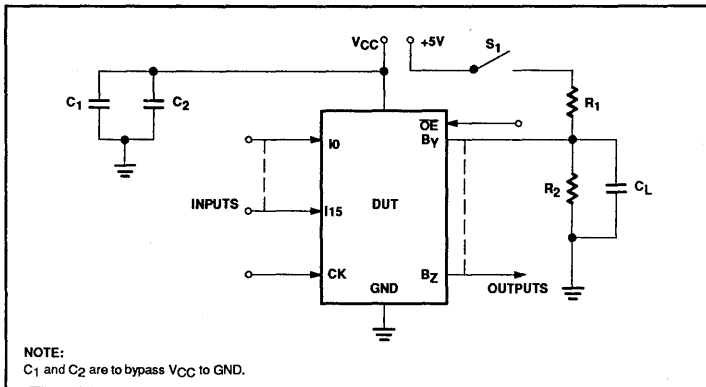 VCC +5V S1
C1 C2 R1
OE
I0 BY
R2 CL
INPUTS DUT
I15
CK BZ
GND OUTPUTS
NOTE:
C1 and C2 are to bypass VCC to GND.